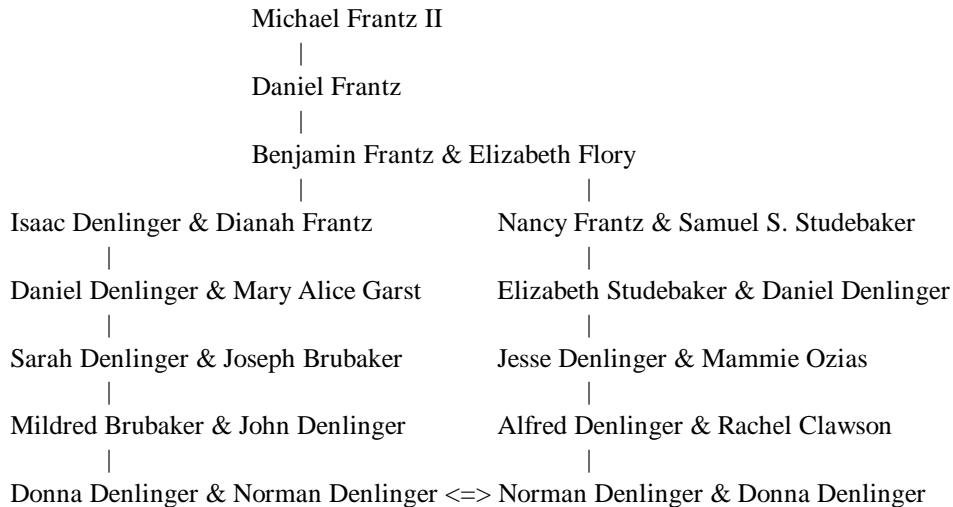 Michael Frantz II
|
Daniel Frantz
|
Benjamin Frantz & Elizabeth Flory
| |
Isaac Denlinger & Dianah Frantz Nancy Frantz & Samuel S. Studebaker
| |
Daniel Denlinger & Mary Alice Garst Elizabeth Studebaker & Daniel Denlinger
| |
Sarah Denlinger & Joseph Brubaker Jesse Denlinger & Mammie Ozias
| |
Mildred Brubaker & John Denlinger Alfred Denlinger & Rachel Clawson
| |
Donna Denlinger & Norman Denlinger <=> Norman Denlinger & Donna Denlinger